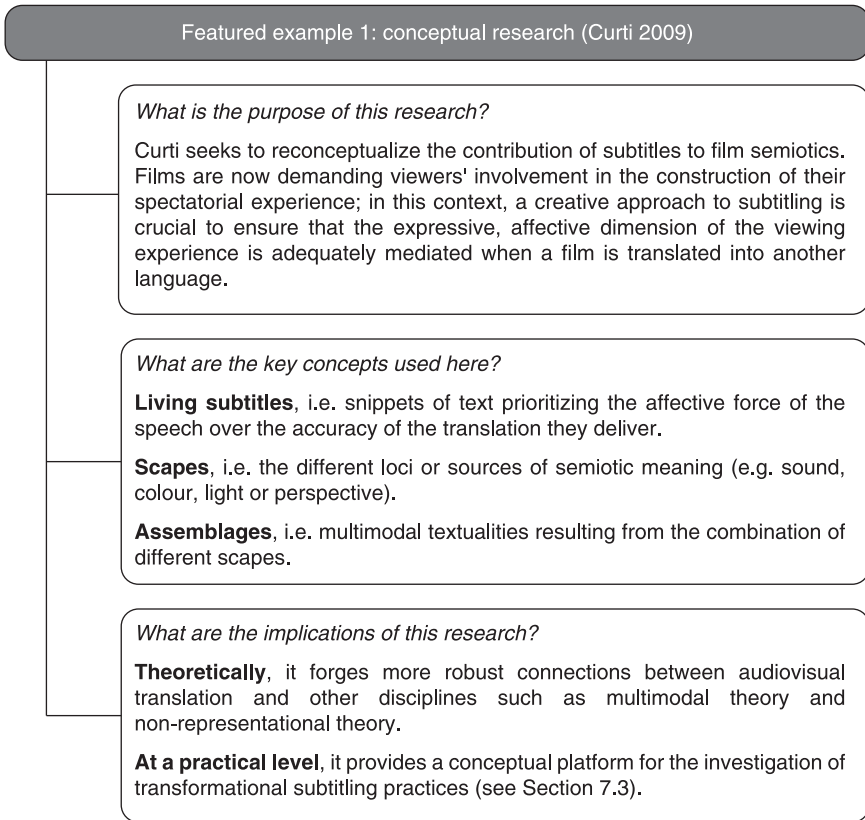 Featured example 1: conceptual research (Curti 2009)
What is the purpose of this research?
Curti seeks to reconceptualize the contribution of subtitles to film semiotics.
Films are now demanding viewers' involvement in the construction of their
spectatorial experience; in this context, a creative approach to subtitling is
crucial to ensure that the expressive, affective dimension of the viewing
experience is adequately mediated when a film is translated into another
language.
What are the key concepts used here?
Living subtitles, i.e. snippets of text prioritizing the affective force of the
speech over the accuracy of the translation they deliver.
Scapes, i.e. the different loci or sources of semiotic meaning (e.g. sound,
colour, light or perspective).
Assemblages, i.e. multimodal textualities resulting from the combination of
different scapes.
What are the implications of this research?
Theoretically, it forges more robust connections between audiovisual
translation and other disciplines such as multimodal theory and
non-representational theory.
At a practical level, it provides a conceptual platform for the investigation of
transformational subtitling practices (see Section 7.3).